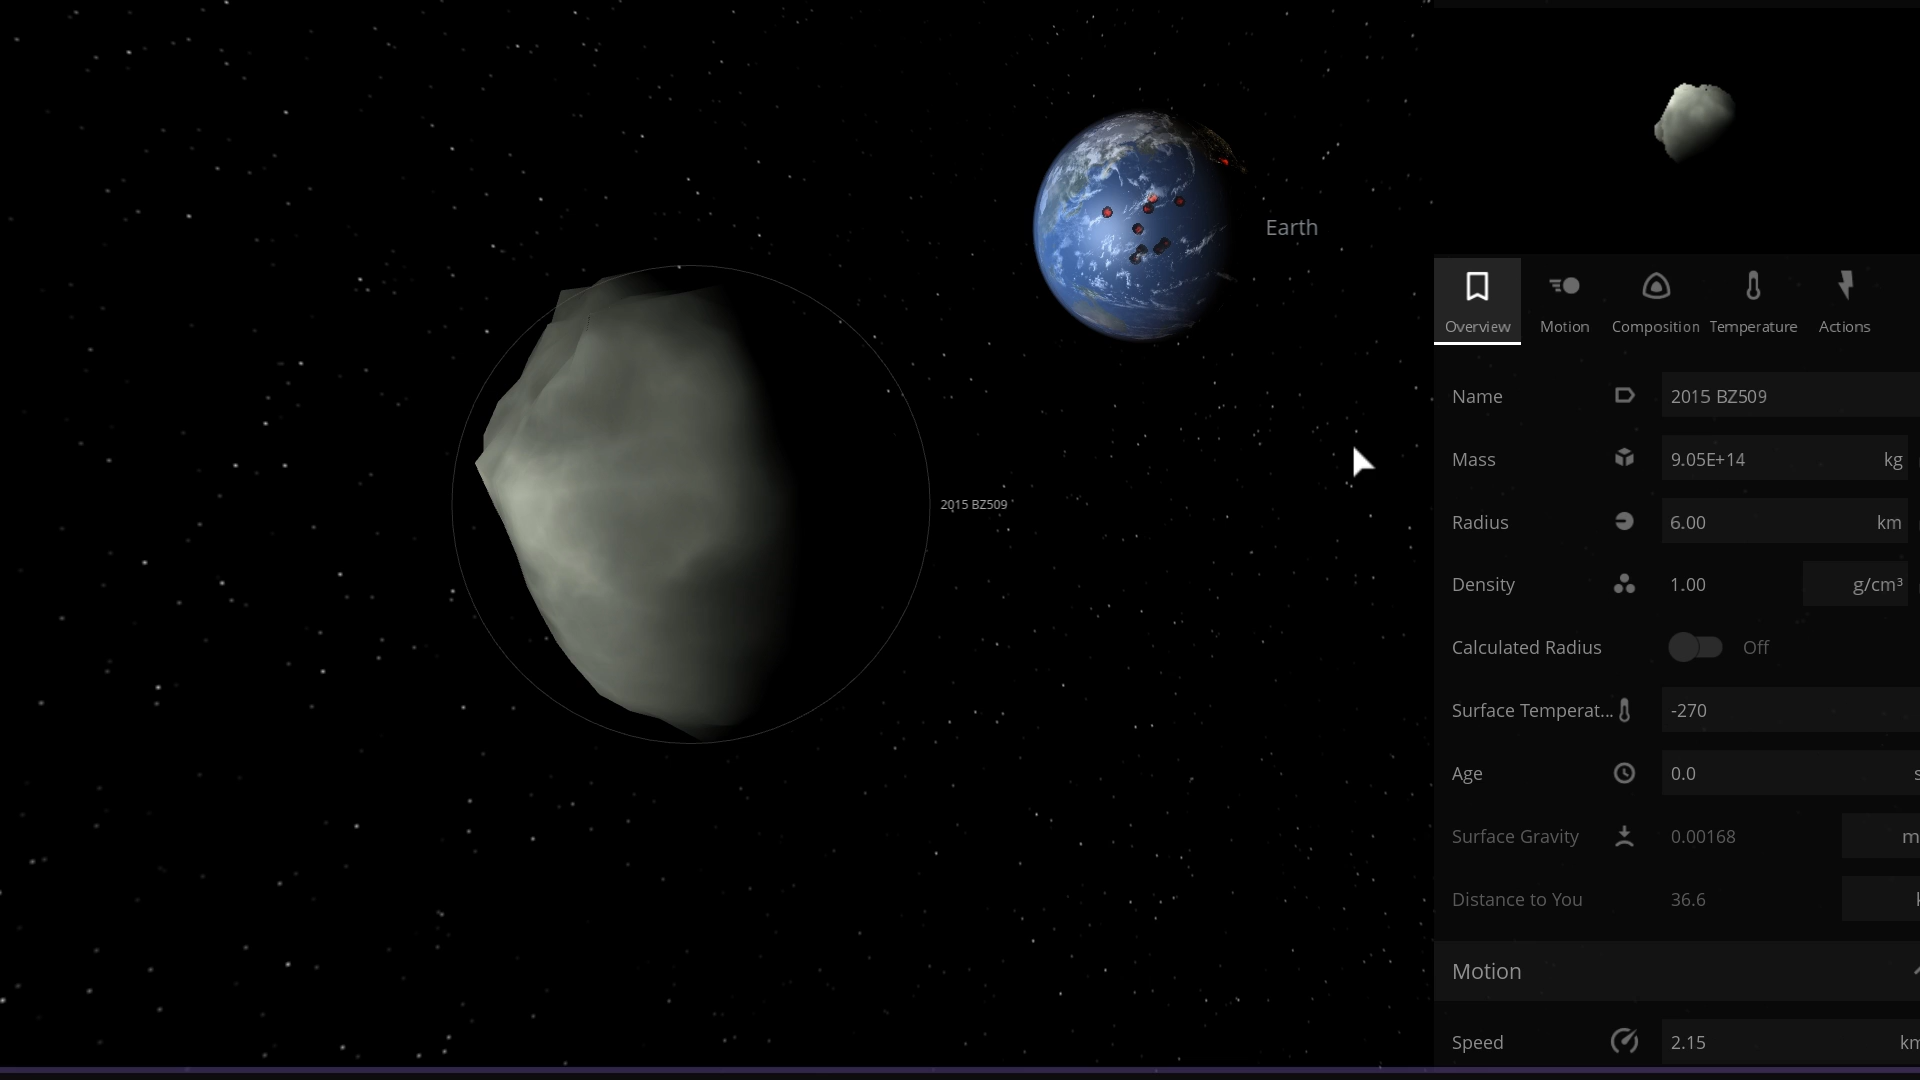 Earth
2015 BZ509
Overview
Motion
Composition
Temperature
Actions
Name 2015 BZ509
Mass 9.05E+14 kg
Radius 6.00 km
Density 1.00 g/cm³
Calculated Radius Off
Surface Temperat... -270
Age 0.0 s
Surface Gravity 0.00168 m
Distance to You 36.6
Motion
Speed 2.15 km